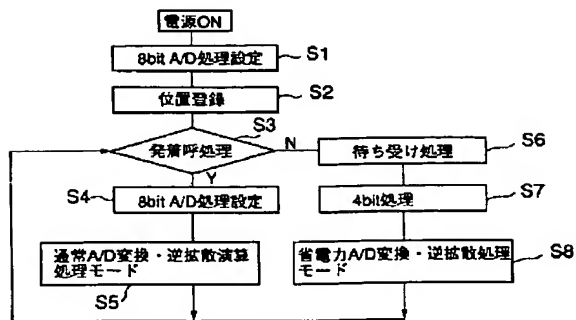 電源ON
8bit A/D処理設定
S1
位置登録
S2
発着呼処理
S3
N
Y
待ち受け処理
S6
S4
8bit A/D処理設定
4bit処理
S7
通常A/D変換・逆拡散演算
処理モード
S5
省電力A/D変換・逆拡散処理
モード
S8